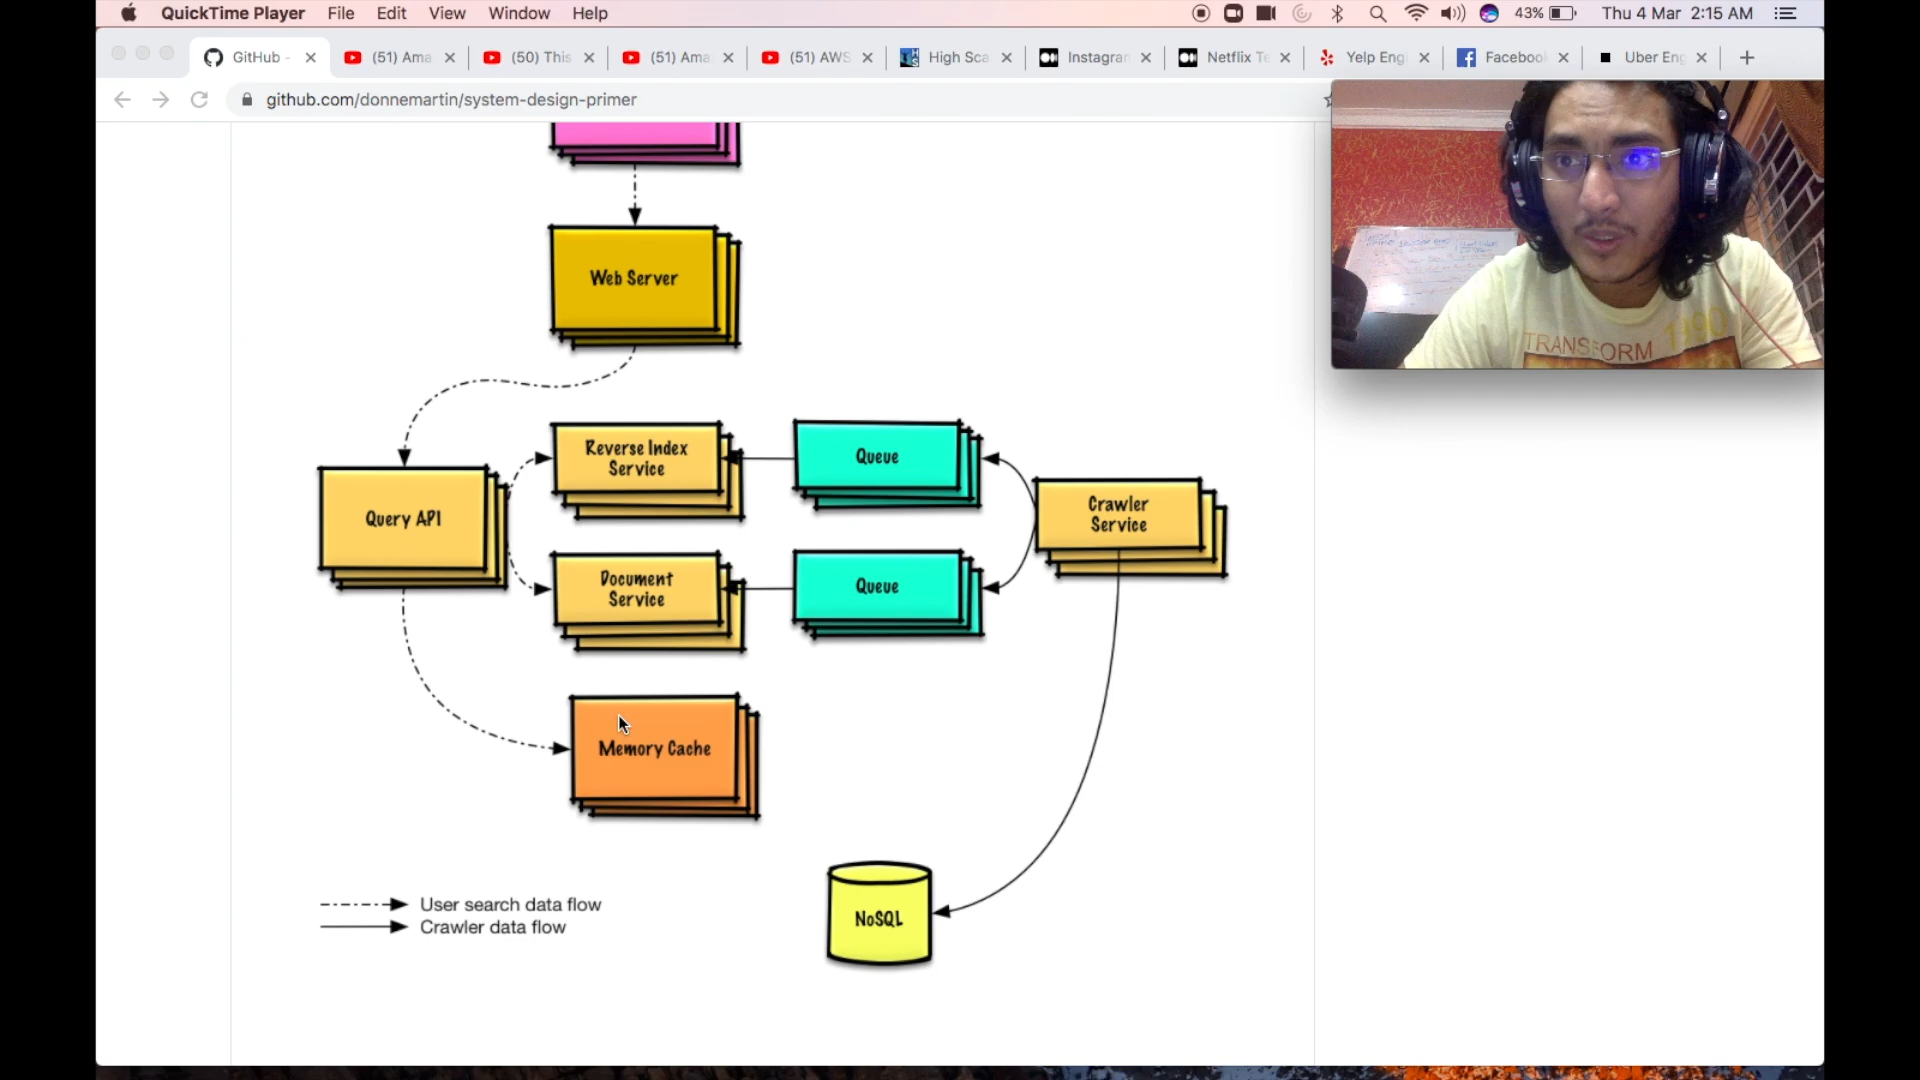 QuickTime Player File Edit View Window Help 43% Thu 4 Mar 2:15 AM
GitHub - (51) Ama (50) This (51) Ama (51) AWS High Sca Instagran Netflix Te Yelp Engi Facebook Uber Eng
github.com/donnemartin/system-design-primer
Web Server
Reverse Index
Service
Queue
Query API
Crawler
Service
Document
Service
Queue
Memory Cache
NoSQL
User search data flow
Crawler data flow
TRANSFORM 1990